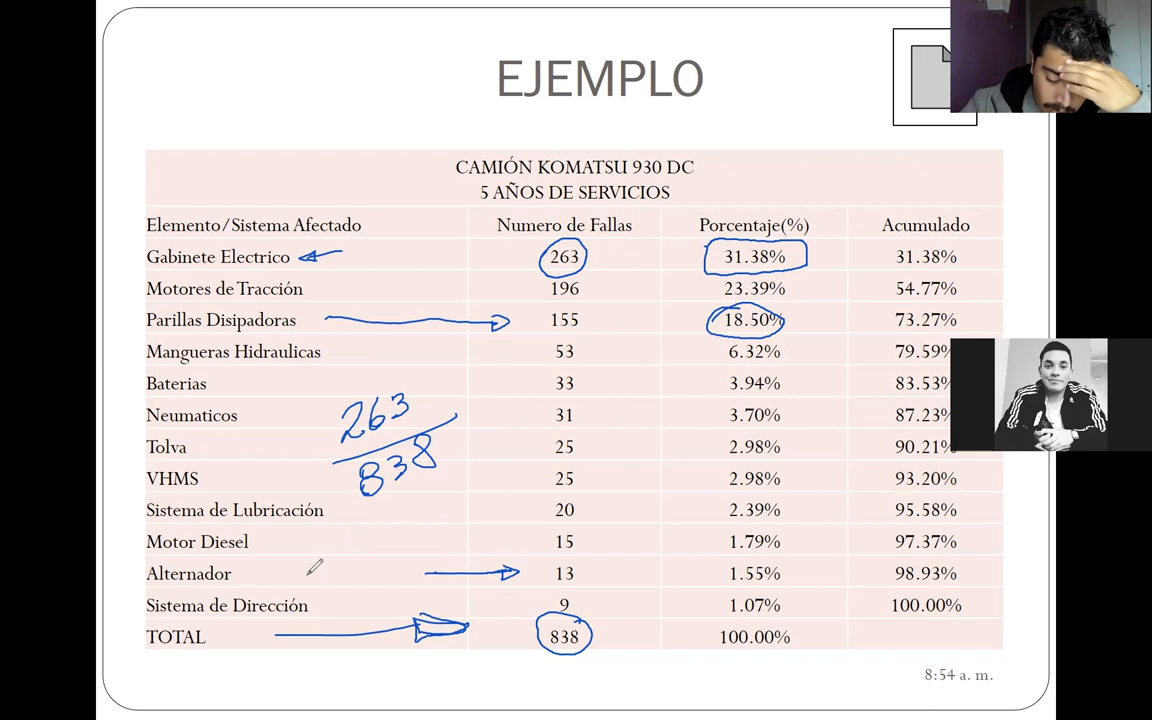 EJEMPLO
CAMIÓN KOMATSU 930 DC
5 AÑOS DE SERVICIOS
Elemento/Sistema Afectado Numero de Fallas Porcentaje(%) Acumulado
Gabinete Electrico 263 31.38% 31.38%
Motores de Tracción 196 23.39% 54.77%
Parillas Disipadoras 155 18.50% 73.27%
Mangueras Hidraulicas 53 6.32% 79.59%
Baterias 33 3.94% 83.53%
Neumaticos 31 3.70% 87.23%
263
Tolva 25 2.98% 90.21%
838
VHMS 25 2.98% 93.20%
Sistema de Lubricación 20 2.39% 95.58%
Motor Diesel 15 1.79% 97.37%
Alternador 13 1.55% 98.93%
Sistema de Dirección 9 1.07% 100.00%
TOTAL 838 100.00%
8:54 a. m.